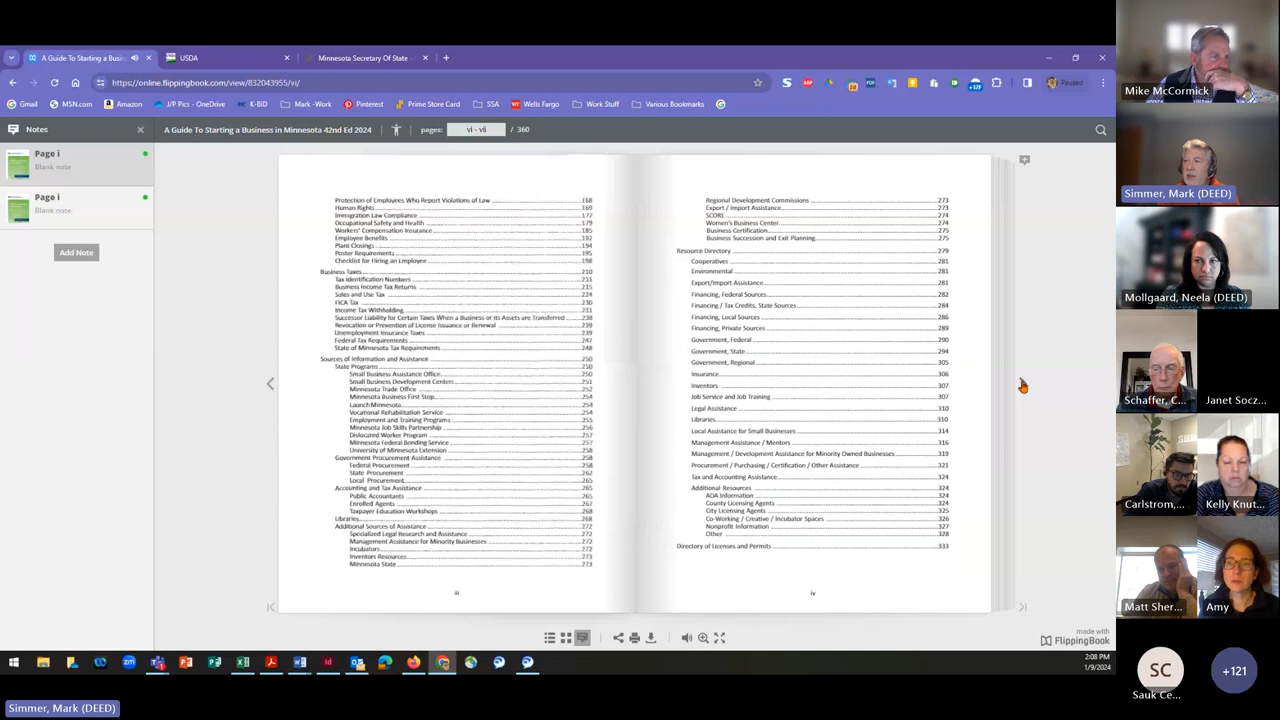 A Guide To Starting a Busin
USDA
Minnesota Secretary Of State
https://online.flippingbook.com/view/832043955/vi/
Paused
Gmail
MSN.com
Amazon
J/P Pics - OneDrive
K-BID
Mark -Work
Pinterest
Prime Store Card
SSA
Wells Fargo
Work Stuff
Various Bookmarks
Notes
A Guide To Starting a Business in Minnesota 42nd Ed 2024
pages:
vi - vii
/ 360
Page i
Blank note
Page i
Blank note
Add Note
Protection of Employees Who Report Violations of Law 168
Human Rights 169
Immigration Law Compliance 177
Occupational Safety and Health 179
Workers' Compensation Insurance 185
Employee Benefits 192
Plant Closings 194
Poster Requirements 195
Checklist for Hiring an Employee 198
Business Taxes 210
Tax Identification Numbers 211
Business Income Tax Returns 215
Sales and Use Tax 224
FICA Tax 230
Income Tax Withholding 231
Successor Liability for Certain Taxes When a Business or its Assets are Transferred 238
Revocation or Prevention of License Issuance or Renewal 239
Unemployment Insurance Taxes 239
Federal Tax Requirements 247
State of Minnesota Tax Requirements 248
Sources of Information and Assistance 250
State Programs 250
Small Business Assistance Office 250
Small Business Development Centers 251
Minnesota Trade Office 252
Minnesota Business First Stop 254
Launch Minnesota 254
Vocational Rehabilitation Service 254
Employment and Training Programs 255
Minnesota Job Skills Partnership 256
Dislocated Worker Program 257
Minnesota Federal Bonding Service 257
University of Minnesota Extension 258
Government Procurement Assistance 258
Federal Procurement 258
State Procurement 262
Local Procurement 265
Accounting and Tax Assistance 265
Public Accountants 265
Enrolled Agents 267
Taxpayer Education Workshops 268
Libraries 268
Additional Sources of Assistance 272
Specialized Legal Research and Assistance 272
Management Assistance for Minority Businesses 272
Incubators 272
Inventors Resources 273
Minnesota State 273
iii
Regional Development Commissions 273
Export / Import Assistance 273
SCORE 274
Women's Business Center 274
Business Certification 275
Business Succession and Exit Planning 275
Resource Directory 279
Cooperatives 281
Environmental 281
Export/Import Assistance 281
Financing, Federal Sources 282
Financing / Tax Credits, State Sources 284
Financing, Local Sources 286
Financing, Private Sources 289
Government, Federal 290
Government, State 294
Government, Regional 305
Insurance 306
Inventors 307
Job Service and Job Training 307
Legal Assistance 310
Libraries 310
Local Assistance for Small Businesses 314
Management Assistance / Mentors 316
Management / Development Assistance for Minority Owned Businesses 319
Procurement / Purchasing / Certification / Other Assistance 321
Tax and Accounting Assistance 324
Additional Resources 324
ADA Information 324
County Licensing Agents 324
City Licensing Agents 325
Co-Working / Creative / Incubator Spaces 326
Nonprofit Information 327
Other 328
Directory of Licenses and Permits 333
iv
made with
FlippingBook
2:08 PM
1/9/2024
Mike McCormick
Simmer, Mark (DEED)
Mollgaard, Neela (DEED)
Schaffer, C...
Janet Socz...
Carlstrom,...
Kelly Knut...
Matt Sher...
Amy
SC
Sauk Ce...
+121
Simmer, Mark (DEED)